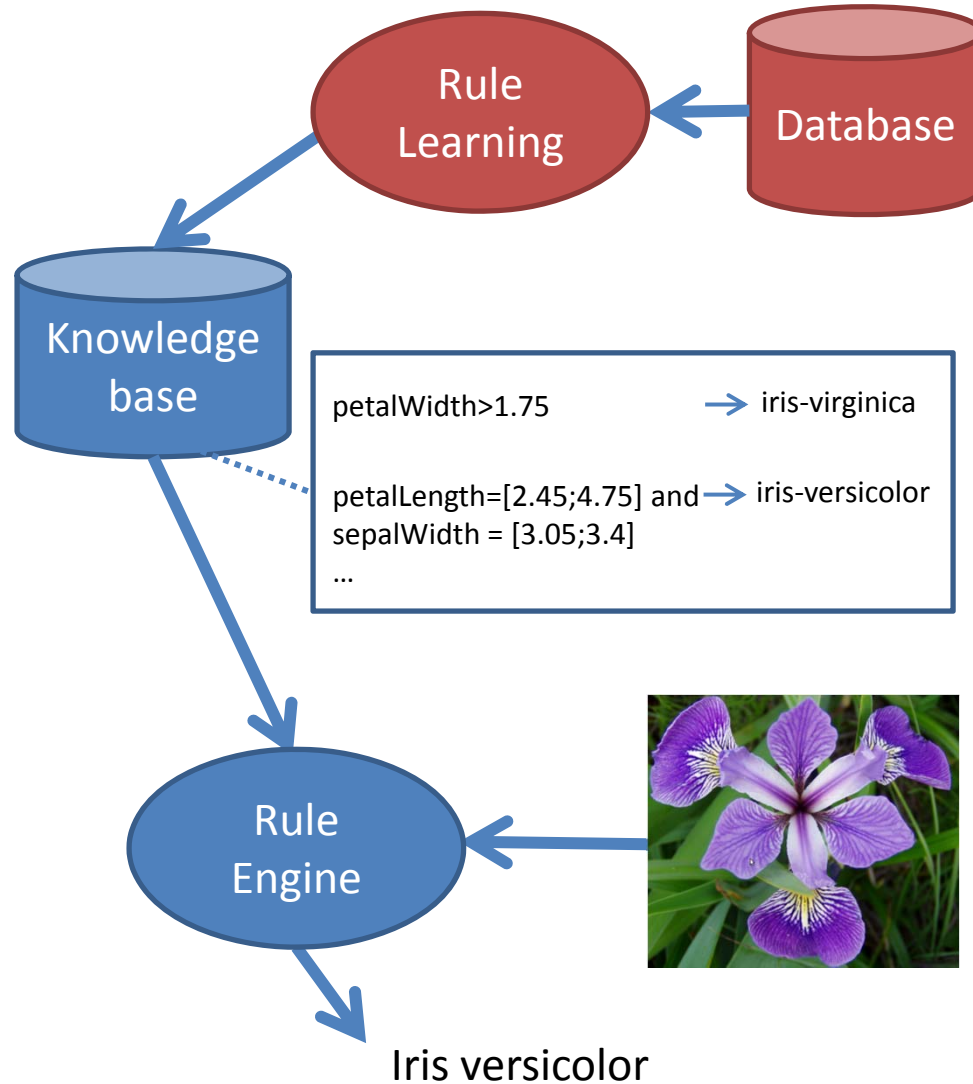 Rule
Learning
Database
Knowledge
base
petalWidth>1.75 → iris-virginica
petalLength=[2.45;4.75] and → iris-versicolor
sepalWidth = [3.05;3.4]
…
Rule
Engine
Iris versicolor